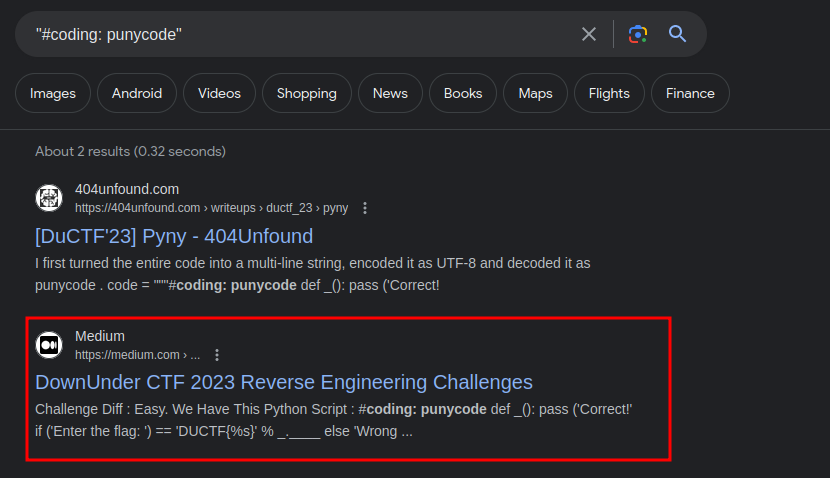 "#coding: punycode"
Images Android Videos Shopping News Books Maps Flights Finance
About 2 results (0.32 seconds)
404unfound.com
https://404unfound.com › writeups › ductf_23 › pyny
[DuCTF'23] Pyny - 404Unfound
I first turned the entire code into a multi-line string, encoded it as UTF-8 and decoded it as
punycode . code = """#coding: punycode def _(): pass ('Correct!
Medium
https://medium.com › ...
DownUnder CTF 2023 Reverse Engineering Challenges
Challenge Diff : Easy. We Have This Python Script : #coding: punycode def _(): pass ('Correct!'
if ('Enter the flag: ') == 'DUCTF{%s}' % _.____ else 'Wrong ...